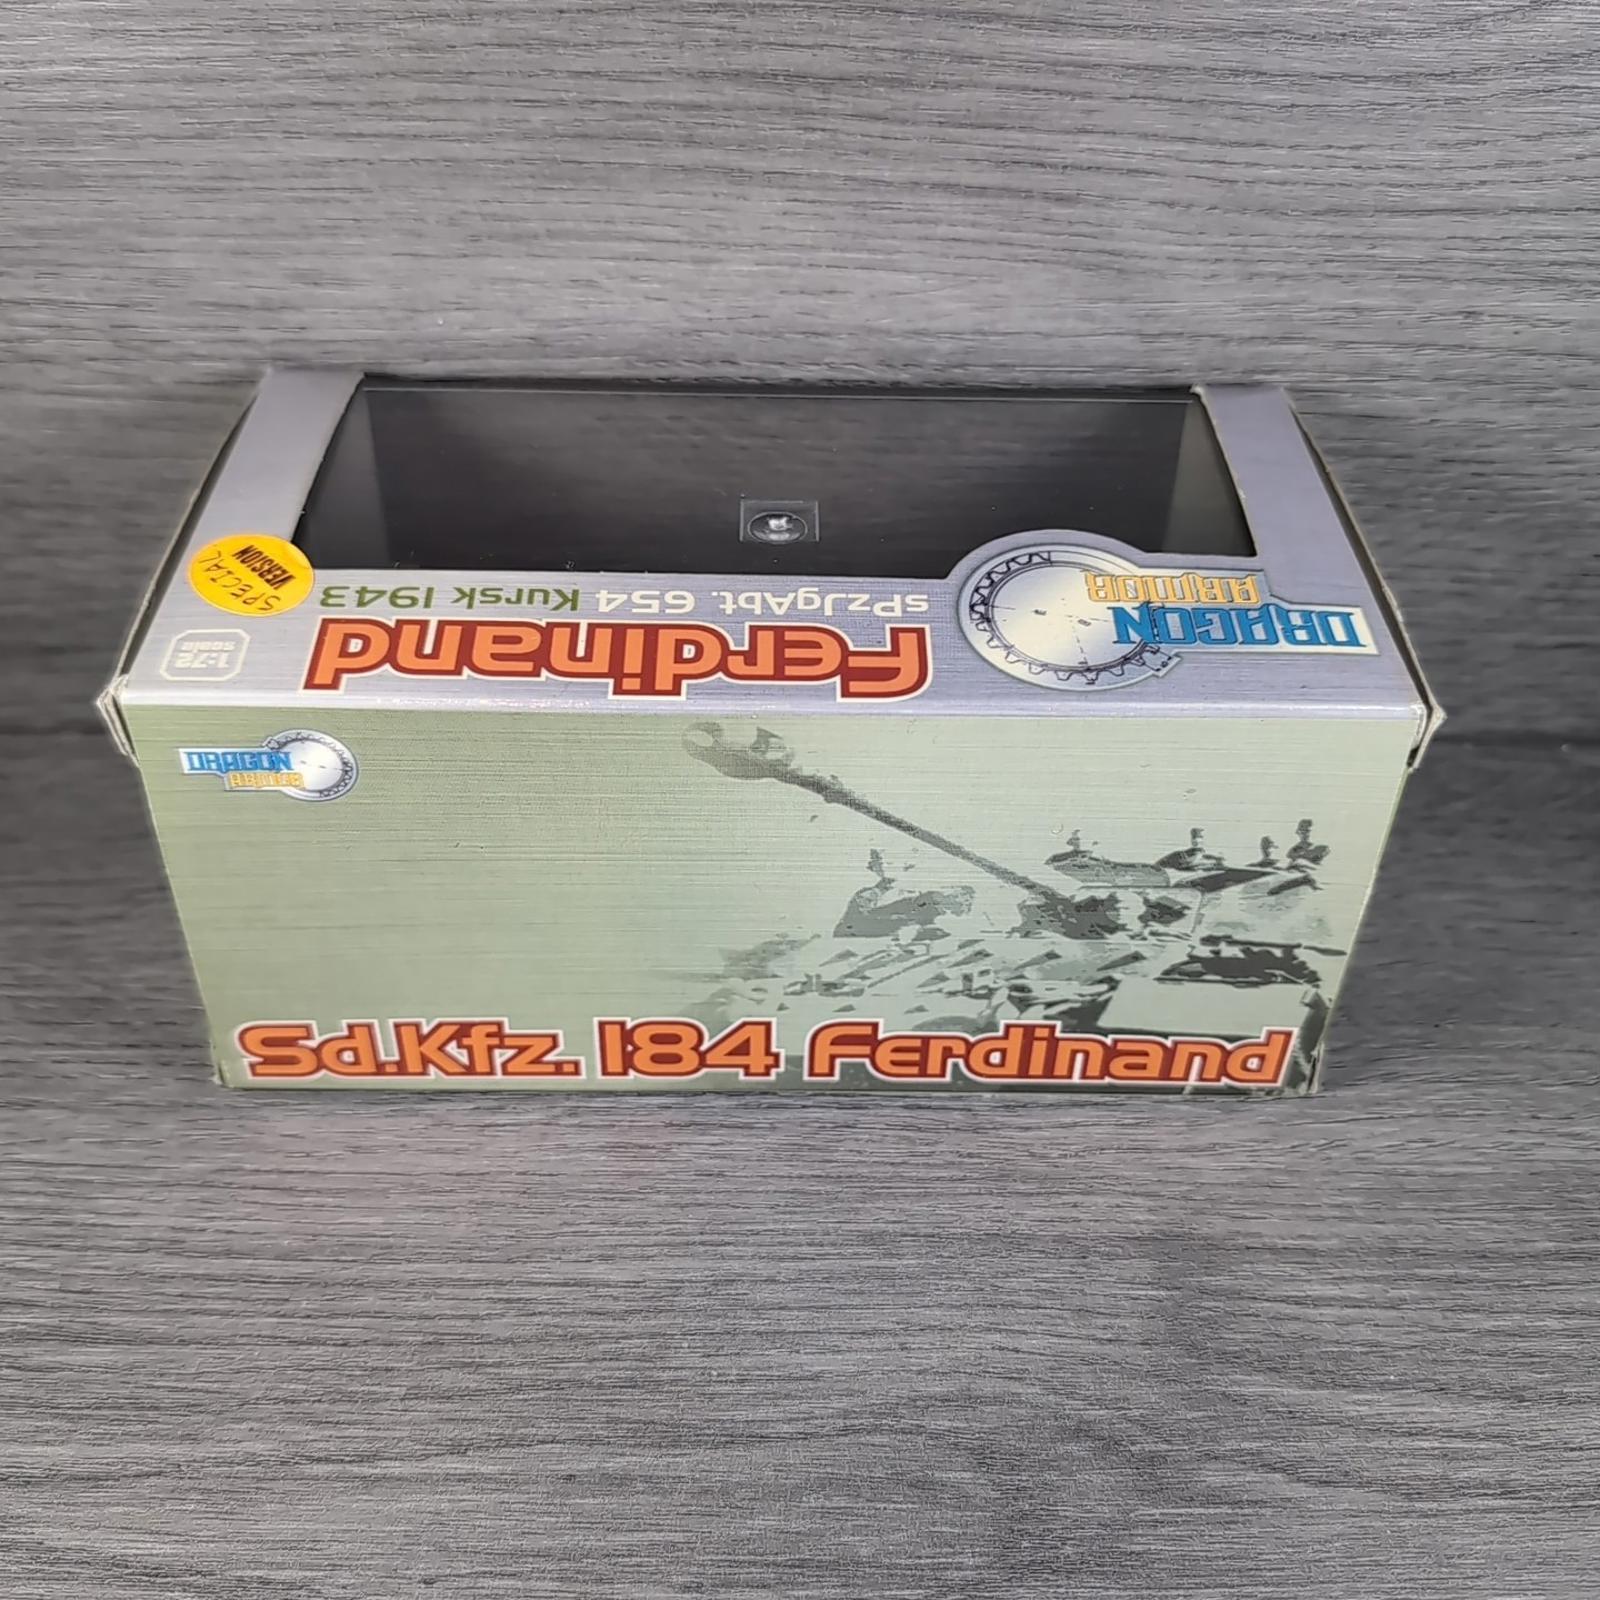 DRAGON
ARMOR
Ferdinand
sPzJgAbt. 654 Kursk 1943
1:72
scale
SPECIAL
VERSION
DRAGON
ARMOR
Sd.Kfz. 184 Ferdinand